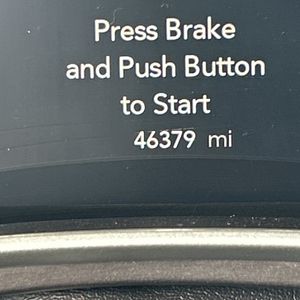 Press Brake
and Push Button
to Start
46379 mi